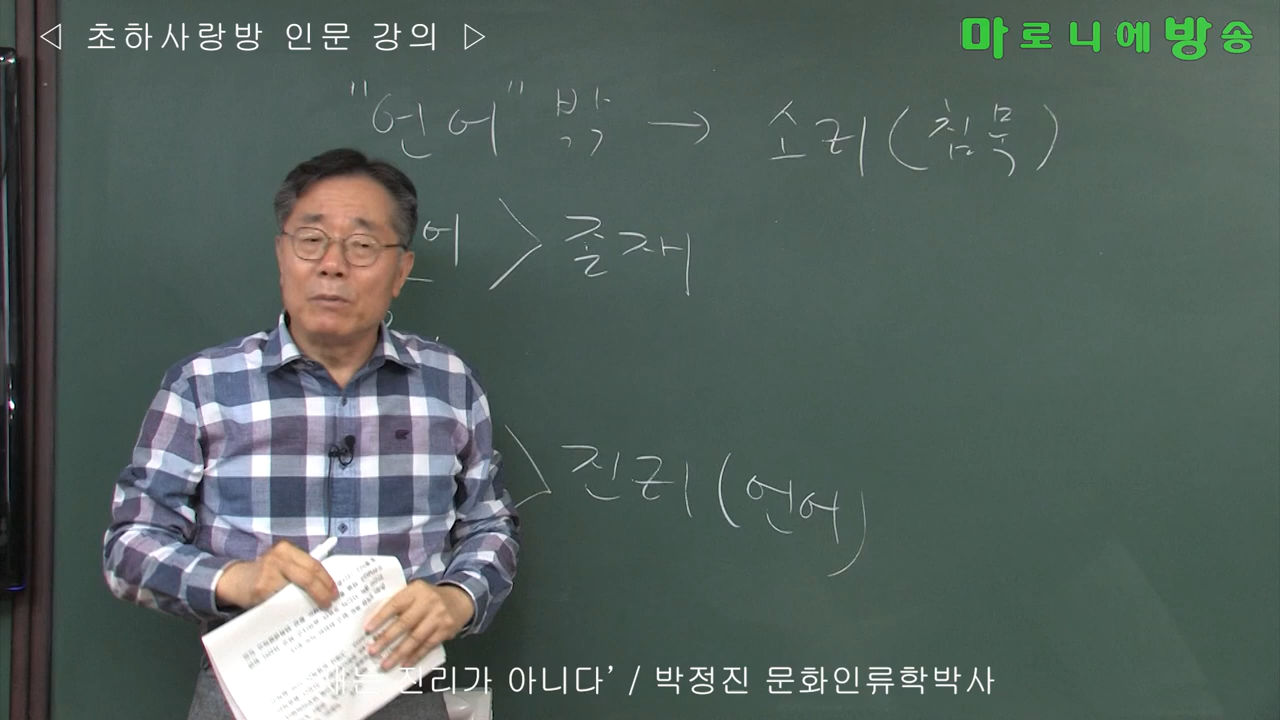 ◁ 초하사랑방 인문 강의 ▷
마로니에방송
"언어" 밖 → 소리(침묵)
어 > 존재
> 진리(언어)
는 진리가 아니다’ / 박정진 문화인류학박사